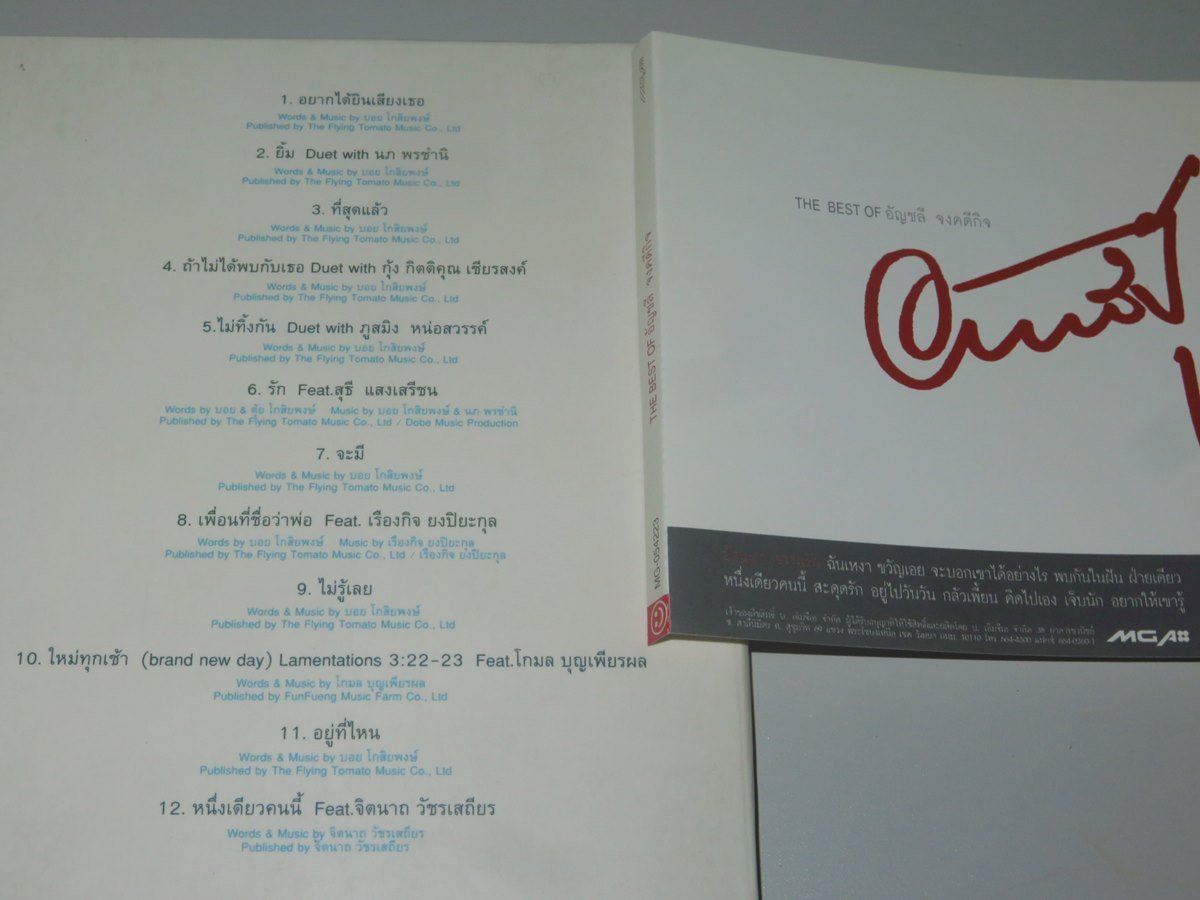 1. อยากได้ยินเสียงเธอ
Words & Music by บอย โกสิยพงษ์
Published by The Flying Tomato Music Co., Ltd
2. ยิ้ม Duet with นภ พรชำนิ
Words & Music by บอย โกสิยพงษ์
Published by The Flying Tomato Music Co., Ltd
3. ที่สุดแล้ว
Words & Music by บอย โกสิยพงษ์
Published by The Flying Tomato Music Co., Ltd
4. ถ้าไม่ได้พบกับเธอ Duet with กุ้ง กิตติคุณ เชียรสงค์
Words & Music by บอย โกสิยพงษ์
Published by The Flying Tomato Music Co., Ltd
5.ไม่ทิ้งกัน Duet with ภูสมิง หน่อสวรรค์
Words & Music by บอย โกสิยพงษ์
Published by The Flying Tomato Music Co., Ltd
6. รัก Feat.สุธี แสงเสรีชน
Words by บอย & ตุ้ย โกสิยพงษ์ Music by บอย โกสิยพงษ์ & นภ พรชำนิ
Published by The Flying Tomato Music Co., Ltd / Dobe Music Production
7. จะมี
Words & Music by บอย โกสิยพงษ์
Published by The Flying Tomato Music Co., Ltd
8. เพื่อนที่ชื่อว่าพ่อ Feat. เรืองกิจ ยงปิยะกุล
Words by บอย โกสิยพงษ์ Music by เรืองกิจ ยงปิยะกุล
Published by The Flying Tomato Music Co., Ltd / เรืองกิจ ยงปิยะกุล
9. ไม่รู้เลย
Words & Music by บอย โกสิยพงษ์
Published by The Flying Tomato Music Co., Ltd
10. ใหม่ทุกเช้า (brand new day) Lamentations 3:22-23 Feat.โกมล บุญเพียรผล
Words & Music by โกมล บุญเพียรผล
Published by FunFueng Music Farm Co., Ltd
11. อยู่ที่ไหน
Words & Music by บอย โกสิยพงษ์
Published by The Flying Tomato Music Co., Ltd
12. หนึ่งเดียวคนนี้ Feat.จิตนาถ วัชรเสถียร
Words & Music by จิตนาถ วัชรเสถียร
Published by จิตนาถ วัชรเสถียร
THE BEST OF อัญชลี จงคดีกิจ
MG-054223
THE BEST OF อัญชลี จงคดีกิจ
อัญชลี
ฉันเหงา ขวัญเอย จะบอกเขาได้อย่างไร พบกันในฝัน ฝ่ายเดียว
หนึ่งเดียวคนนี้ สะดุดรัก อยู่ไปวันวัน กลัวเพี้ยน คิดไปเอง เจ็บนัก อยากให้เขารู้
MGA